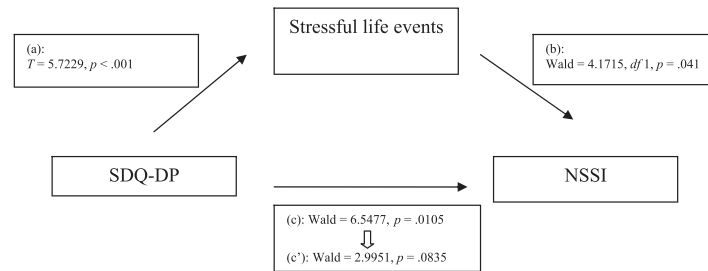 Stressful life events
(a):
T = 5.7229, p < .001
(b):
Wald = 4.1715, df 1, p = .041
SDQ-DP
NSSI
(c): Wald = 6.5477, p = .0105
(c'): Wald = 2.9951, p = .0835